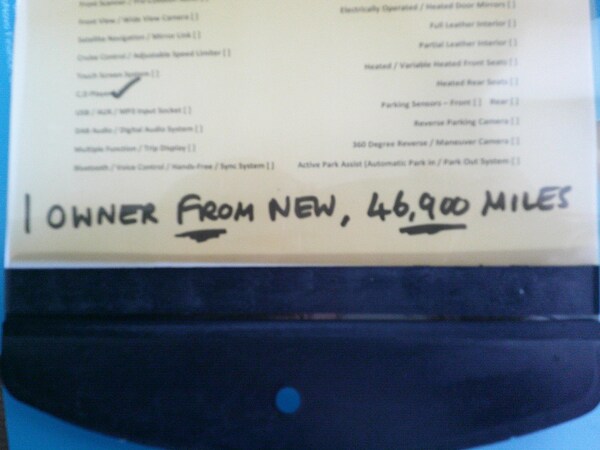 Front View / Wide View Camera [ ]
Satellite Navigation / Mirror Link [ ]
Cruise Control / Adjustable Speed Limiter [ ]
Touch Screen System [ ]
C.D Player ✓
USB / AUX / MP3 Input Socket [ ]
DAB Audio / Digital Audio System [ ]
Multiple Function / Trip Display [ ]
Bluetooth / Voice Control / Hands-Free / Sync System [ ]
Electrically Operated / Heated Door Mirrors [ ]
Full Leather Interior [ ]
Partial Leather Interior [ ]
Heated / Variable Heated Front Seats [ ]
Heated Rear Seats [ ]
Parking Sensors – Front [ ] Rear [ ]
Reverse Parking Camera [ ]
360 Degree Reverse / Maneuver Camera [ ]
Active Park Assist (Automatic Park in / Park Out System [ ]
1 OWNER FROM NEW, 46,900 MILES